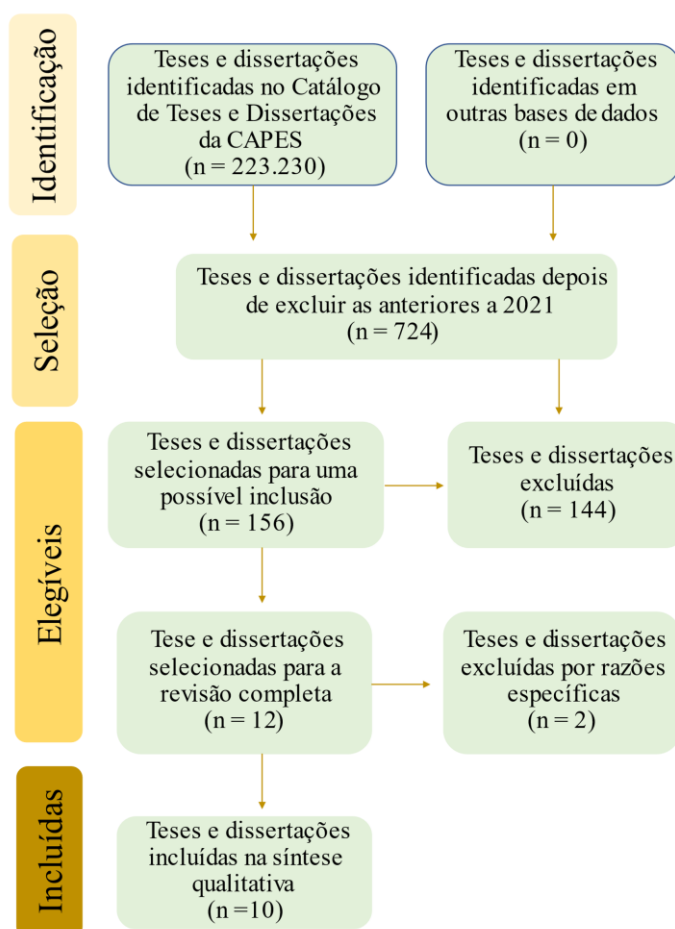 Identificação
Teses e dissertações
identificadas no Catálogo
de Teses e Dissertações
da CAPES
(n = 223.230)
Teses e dissertações
identificadas em
outras bases de dados
(n = 0)
Seleção
Teses e dissertações identificadas depois
de excluir as anteriores a 2021
(n = 724)
Elegíveis
Teses e dissertações
selecionadas para uma
possível inclusão
(n = 156)
Teses e dissertações
excluídas
(n = 144)
Tese e dissertações
selecionadas para a
revisão completa
(n = 12)
Teses e dissertações
excluídas por razões
específicas
(n = 2)
Incluídas
Teses e dissertações
incluídas na síntese
qualitativa
(n =10)